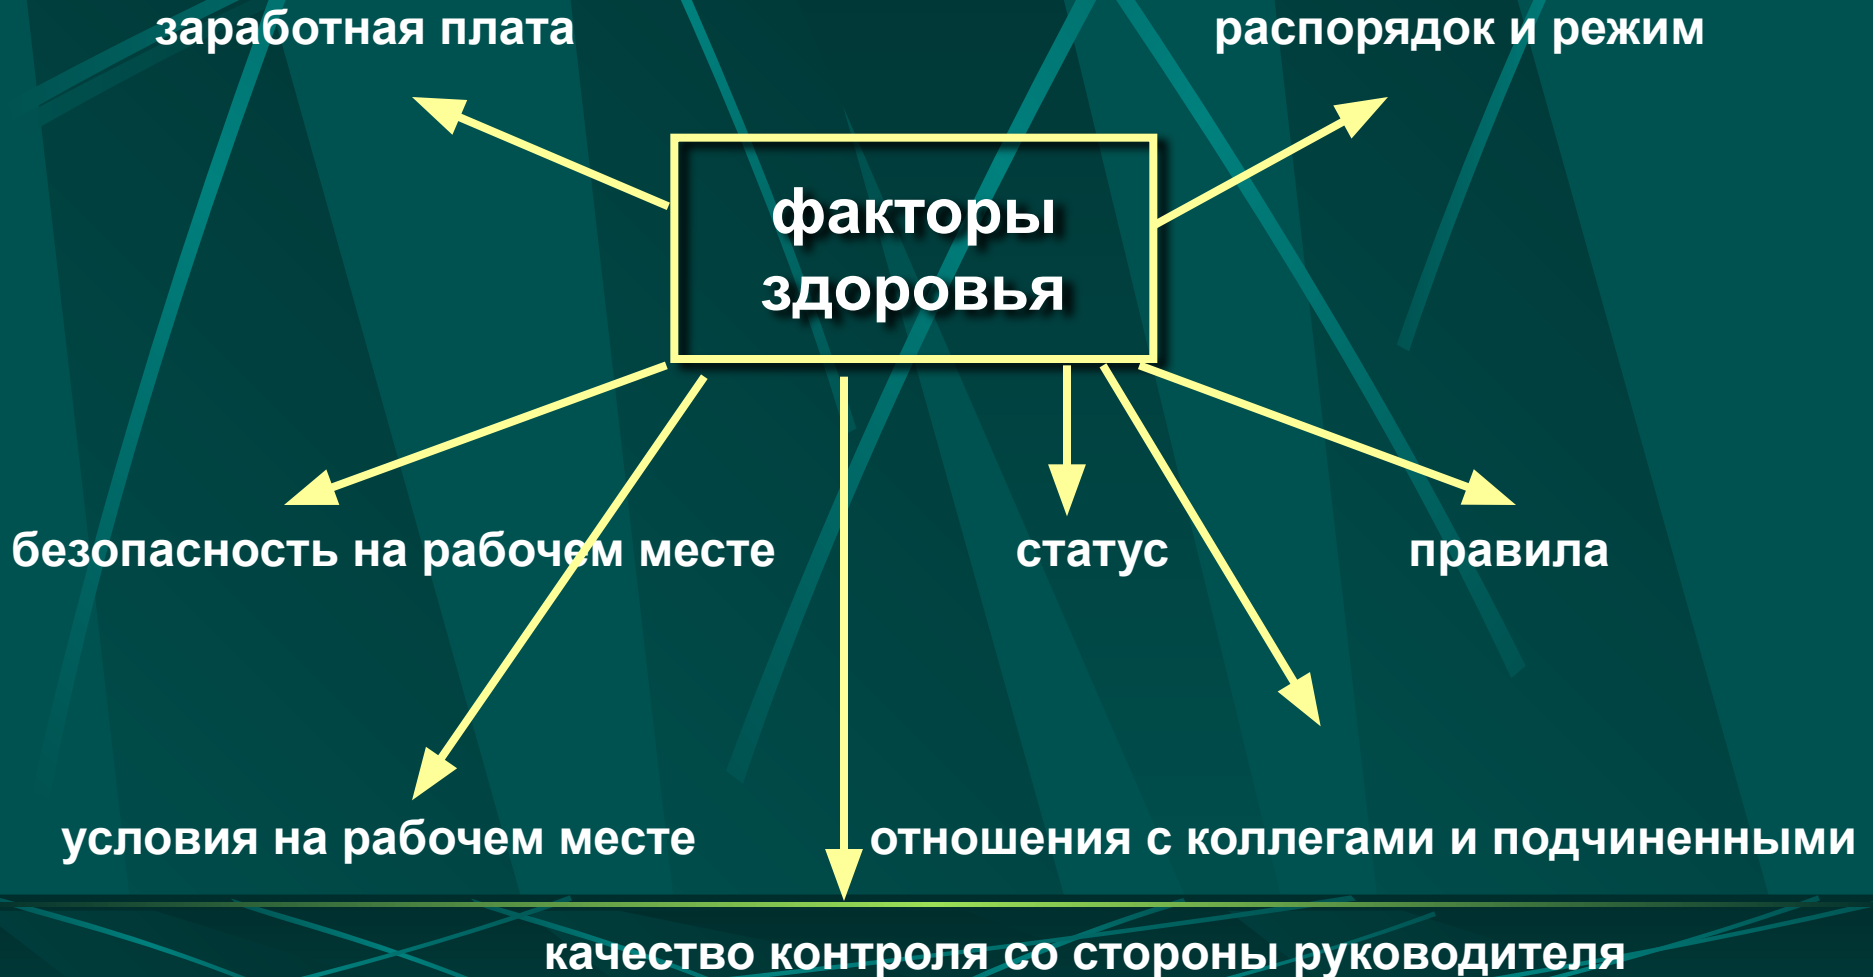 заработная плата
распорядок и режим
факторы
здоровья
безопасность на рабочем месте
статус
правила
условия на рабочем месте
отношения с коллегами и подчиненными
качество контроля со стороны руководителя